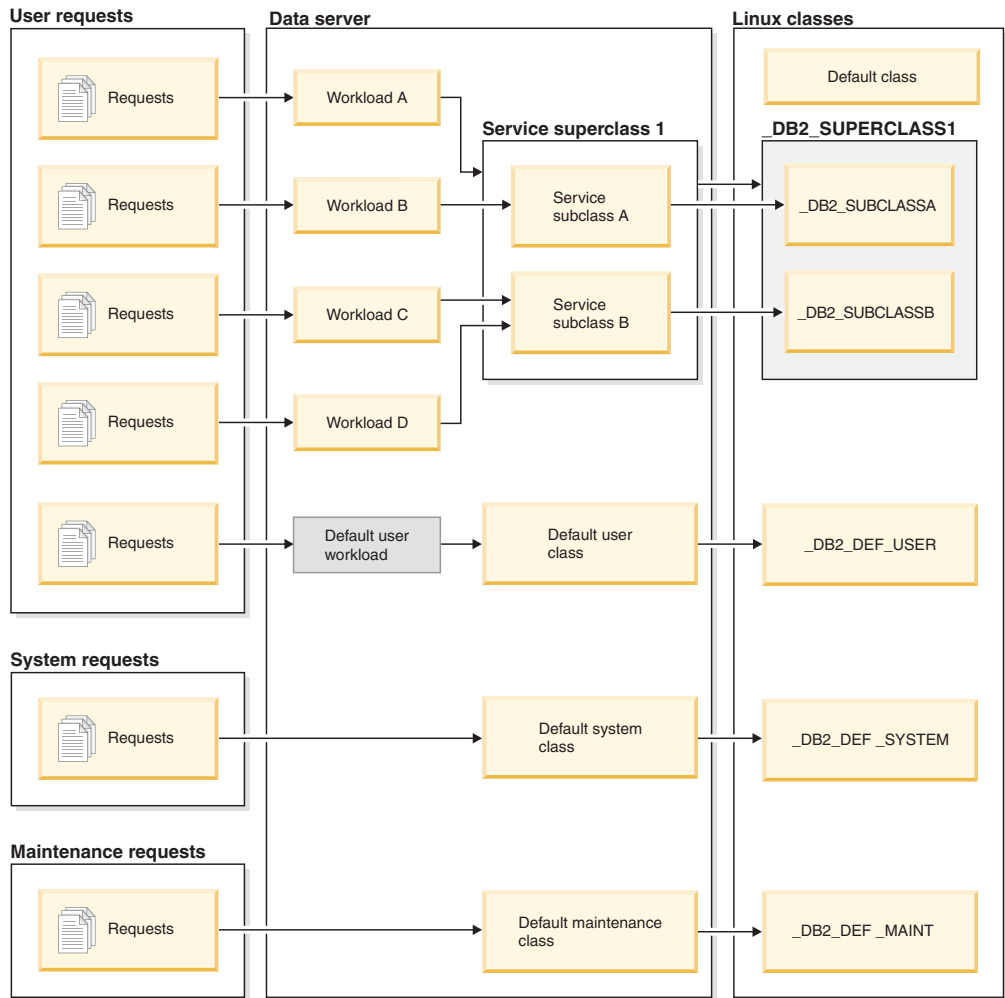 User requests
Data server
Linux classes
Requests
Workload A
Default class
Service superclass 1
_DB2_SUPERCLASS1
Requests
Workload B
Service
subclass A
_DB2_SUBCLASSA
Requests
Workload C
Service
subclass B
_DB2_SUBCLASSB
Requests
Workload D
Requests
Default user
workload
Default user
class
_DB2_DEF_USER
System requests
Requests
Default system
class
_DB2_DEF _SYSTEM
Maintenance requests
Requests
Default maintenance
class
_DB2_DEF _MAINT